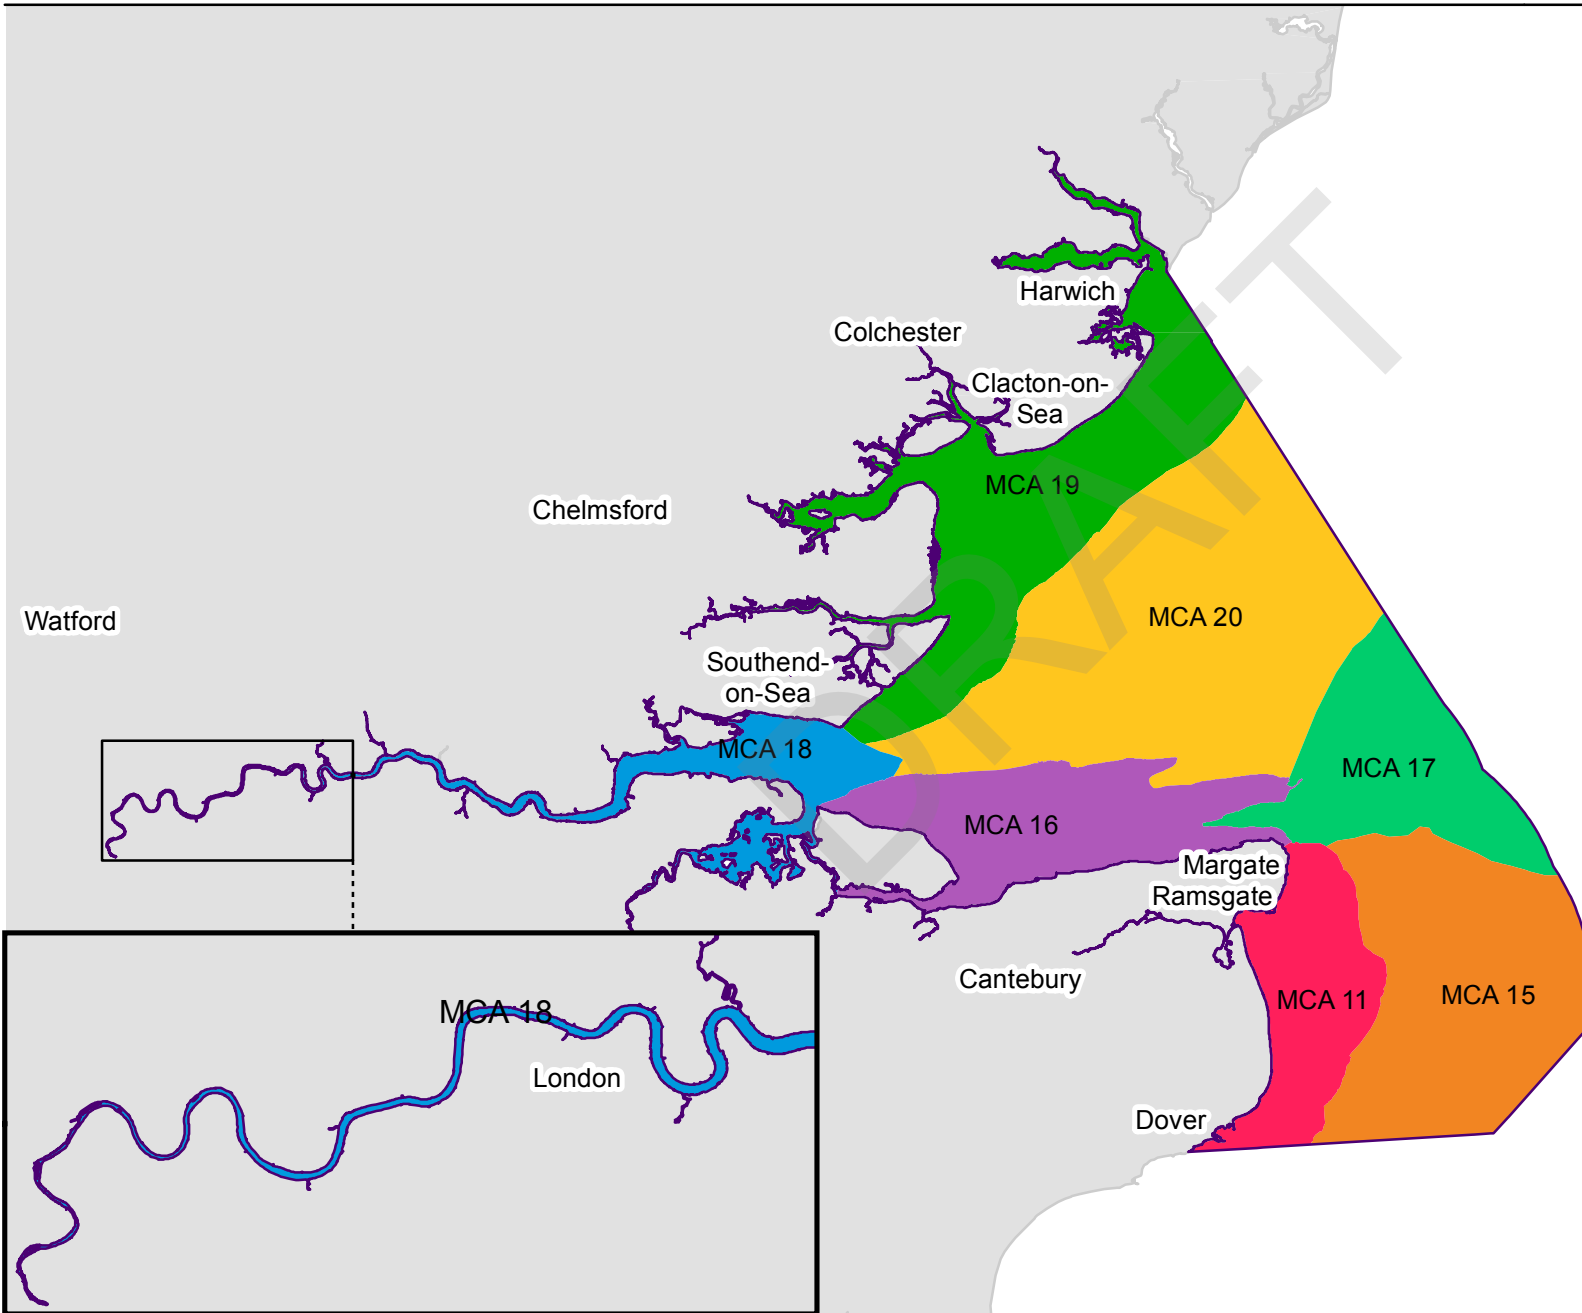 Harwich
Colchester
Clacton-on-
Sea
MCA 19
Chelmsford
MCA 20
Watford
Southend-
on-Sea
MCA 18
MCA 17
MCA 16
Margate
Ramsgate
Cantebury
MCA 11
MCA 15
MCA 18
London
Dover
DRAFT